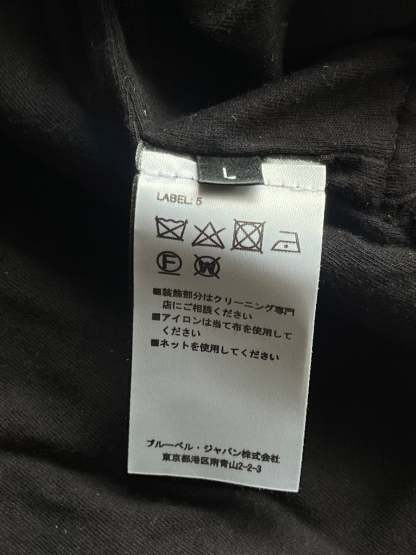 L
LABEL: 5
F W
■装飾部分はクリーニング専門
店にご相談ください
■アイロンは当て布を使用して
ください
■ネットを使用してください
ブルーベル・ジャパン株式会社
東京都港区南青山2-2-3